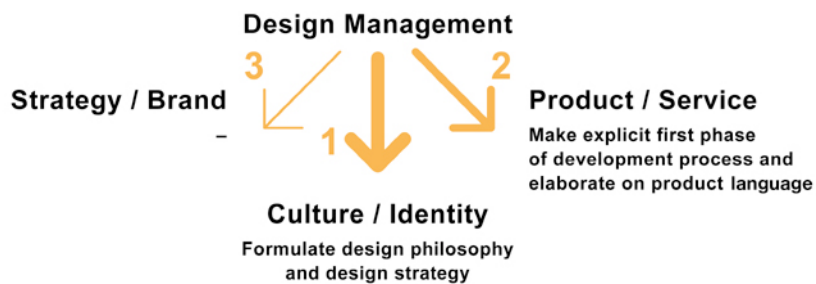 Design Management
3
2
Strategy / Brand
–
1
Product / Service
Make explicit first phase
of development process and
elaborate on product language
Culture / Identity
Formulate design philosophy
and design strategy